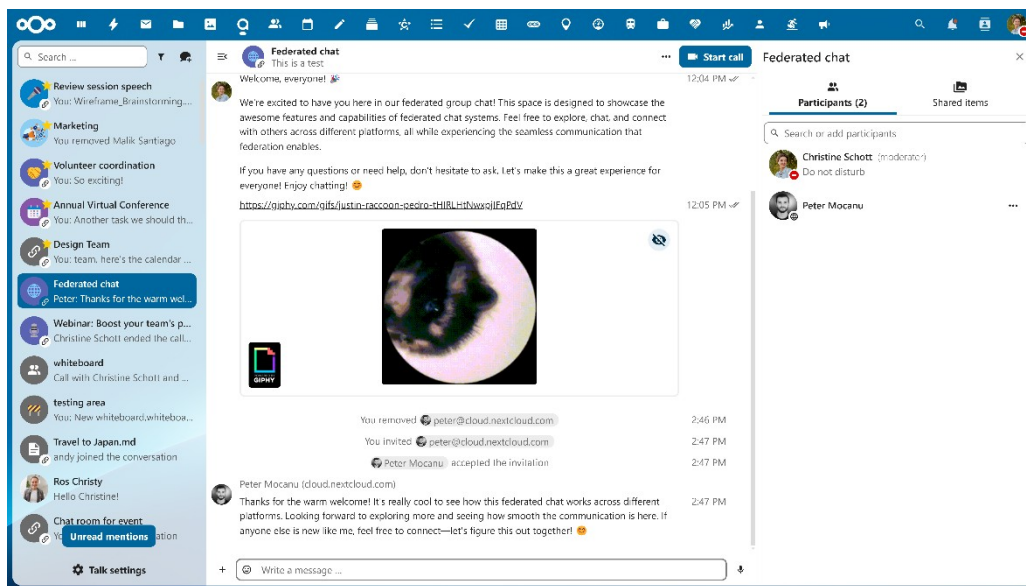 Search ...
Review session speech
You: Wireframe_Brainstorming....
Marketing
You removed Malik Santiago
Volunteer coordination
You: So exciting!
Annual Virtual Conference
You: Another task we should th...
Design Team
You: team, here's the calendar ...
Federated chat
Peter: Thanks for the warm wel...
Webinar: Boost your team's p...
Christine Schott ended the call...
whiteboard
Call with Christine Schott and ...
testing area
You: New whiteboard.whiteboa...
Travel to Japan.md
andy joined the conversation
Ros Christy
Hello Christine!
Chat room for event
Unread mentions
ation
Talk settings
Federated chat
This is a test
Start call
Welcome, everyone! 🎉
12:04 PM
We're excited to have you here in our federated group chat! This space is designed to showcase the
awesome features and capabilities of federated chat systems. Feel free to explore, chat, and connect
with others across different platforms, all while experiencing the seamless communication that
federation enables.
If you have any questions or need help, don't hesitate to ask. Let's make this a great experience for
everyone! Enjoy chatting! 😊
12:05 PM
GIPHY
You removed peter@cloud.nextcloud.com
2:46 PM
You invited peter@cloud.nextcloud.com
2:47 PM
Peter Mocanu accepted the invitation
2:47 PM
Peter Mocanu (cloud.nextcloud.com)
Thanks for the warm welcome! It's really cool to see how this federated chat works across different
2:47 PM
platforms. Looking forward to exploring more and seeing how smooth the communication is here. If
anyone else is new like me, feel free to connect—let's figure this out together! 😊
Write a message ...
Federated chat
Participants (2)
Shared items
Search or add participants
Christine Schott (moderator)
Do not disturb
Peter Mocanu